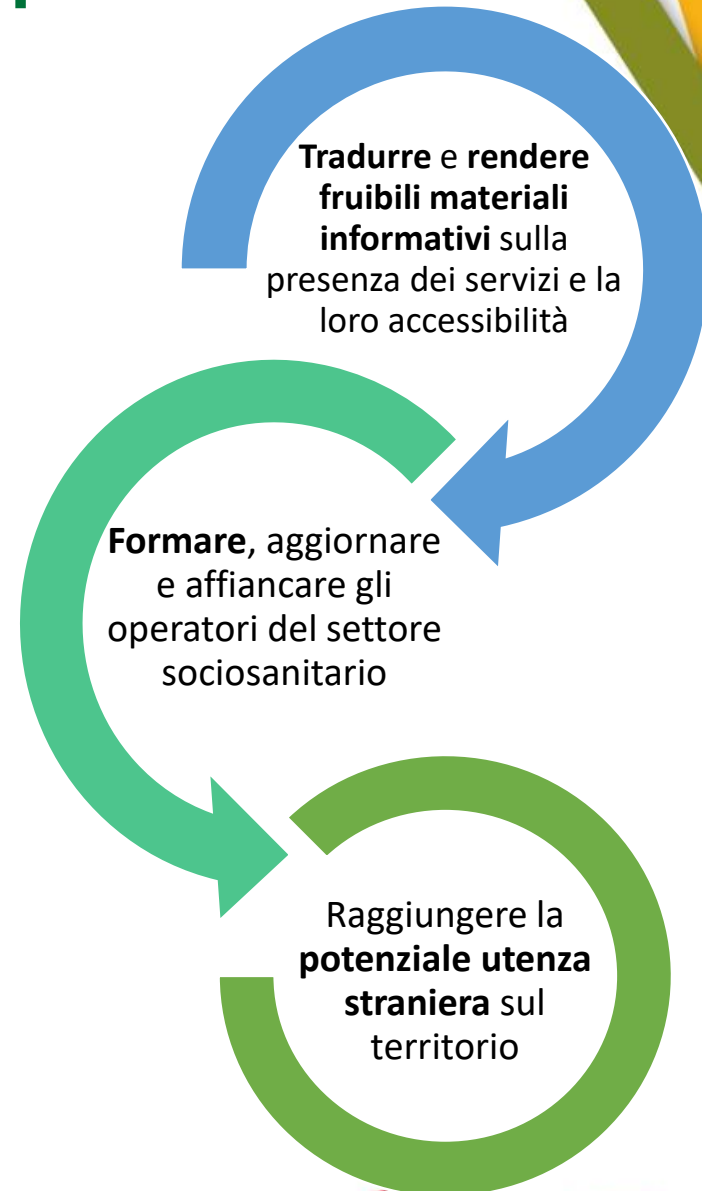 Tradurre e rendere
fruibili materiali
informativi sulla
presenza dei servizi e la
loro accessibilità
Formare, aggiornare
e affiancare gli
operatori del settore
sociosanitario
Raggiungere la
potenziale utenza
straniera sul
territorio